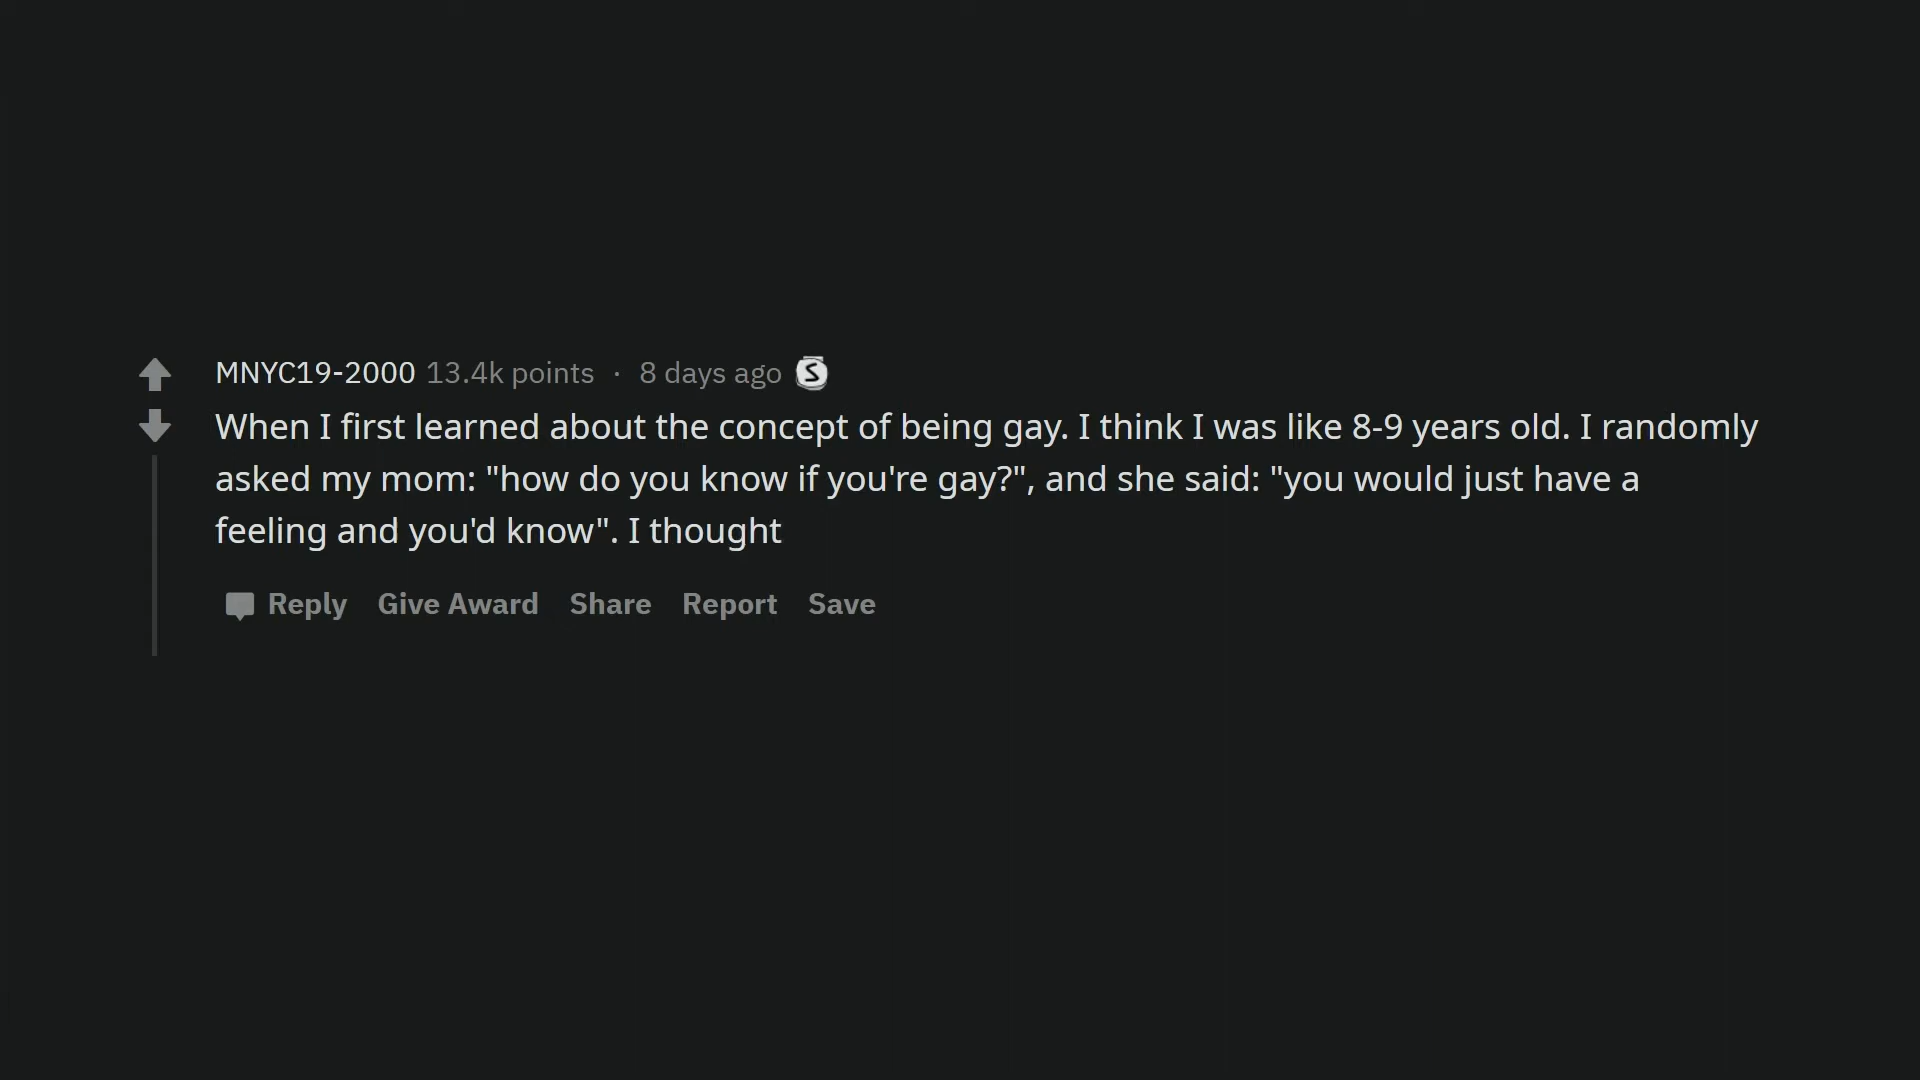 MNYC19-2000 13.4k points · 8 days ago S
When I first learned about the concept of being gay. I think I was like 8-9 years old. I randomly
asked my mom: "how do you know if you're gay?", and she said: "you would just have a
feeling and you'd know". I thought
Reply Give Award Share Report Save